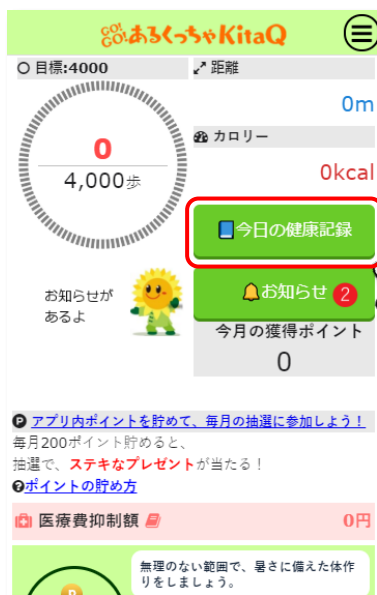 GO!GO!あるくっちゃKitaQ
目標:4000
距離
0m
0
4,000歩
カロリー
0kcal
今日の健康記録
お知らせが
あるよ
お知らせ 2
今月の獲得ポイント
0
P アプリ内ポイントを貯めて、毎月の抽選に参加しよう！
毎月200ポイント貯めると、
抽選で、ステキなプレゼントが当たる！
?ポイントの貯め方
医療費抑制額
0円
無理のない範囲で、暑さに備えた体作
りをしましょう。
P